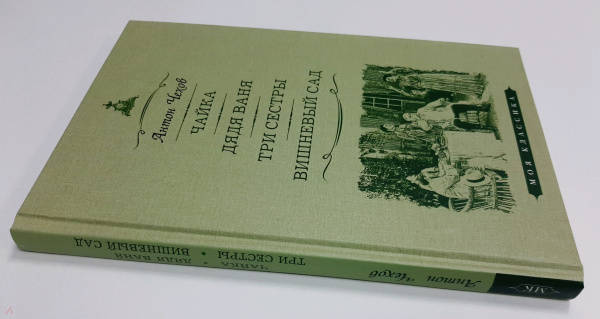 Антон Чехов
ЧАЙКА
ДЯДЯ ВАНЯ
ТРИ СЕСТРЫ
ВИШНЕВЫЙ САД
МОЯ КЛАССИКА
МК
Антон Чехов
ЧАЙКА • ДЯДЯ ВАНЯ
ТРИ СЕСТРЫ • ВИШНЕВЫЙ САД